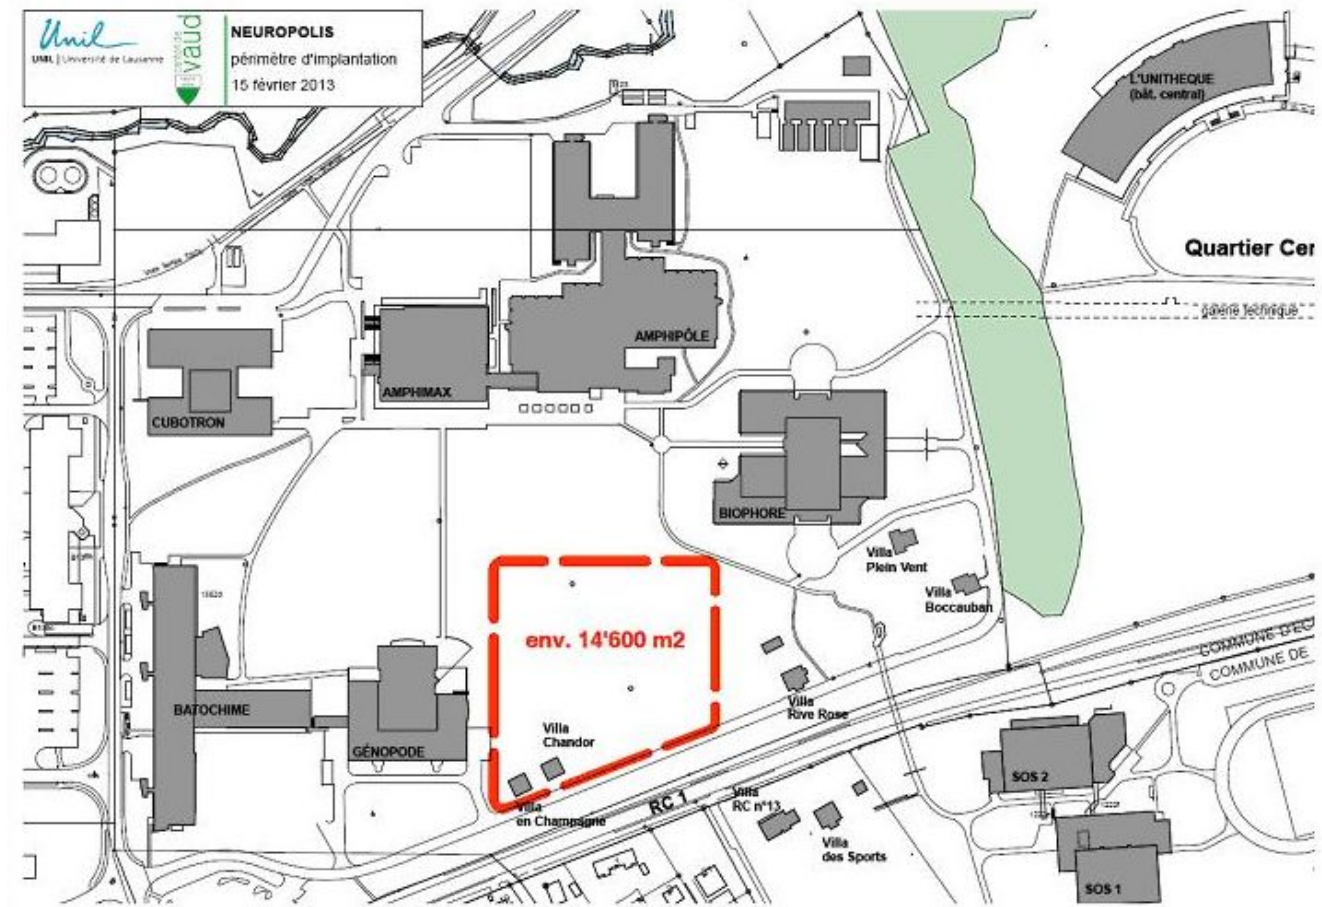 Unil
UNIL | Université de Lausanne
canton de
vaud
NEUROPOLIS
périmètre d'implantation
15 février 2013
L'UNITHEQUE
(bât. central)
Quartier Cer
galerie technique
AMPHIPÔLE
AMPHIMAX
CUBOTRON
BIOPHORE
Villa
Plein Vent
Villa
Boccauban
env. 14'600 m2
COMMUNE D'EC
COMMUNE DE
BATOCHIME
GÉNOPODE
Villa
Chandor
Villa
Rive Rose
Villa
en Champagne
RC 1
Villa
RC n°13
Villa
des Sports
SOS 2
SOS 1